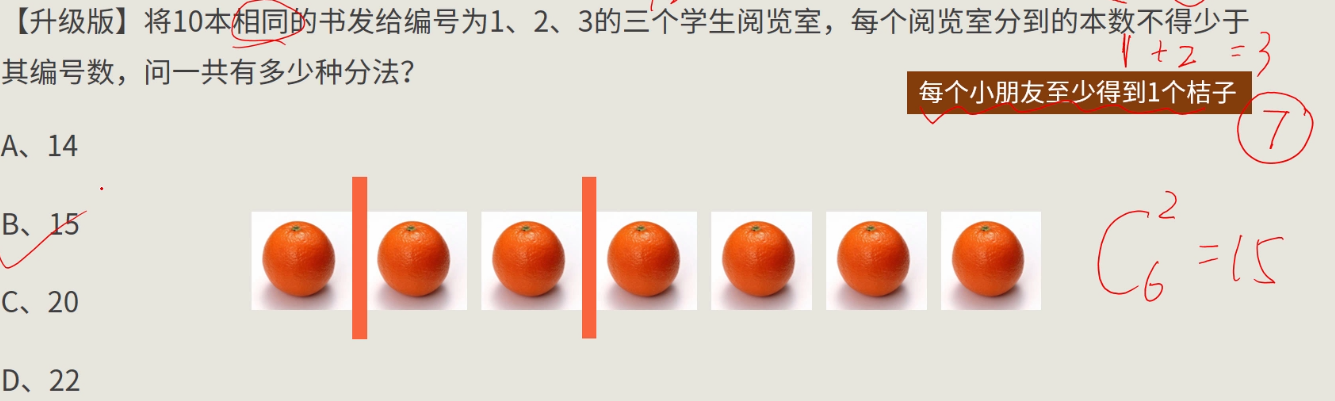 【升级版】将10本相同的书发给编号为1、2、3的三个学生阅览室，每个阅览室分到的本数不得少于
其编号数，问一共有多少种分法？
1+2=3
每个小朋友至少得到1个桔子
7
A、14
B、15
C、20
D、22
C 2 6 =15